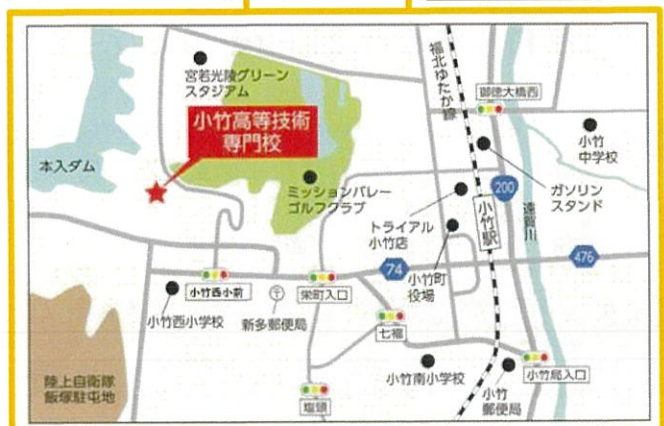 宮若光陵グリーン
スタジアム
小竹高等技術
専門校
本入ダム
ミッションバレー
ゴルフクラブ
福北ゆたか線
御徳大橋西
小竹
中学校
ガソリン
スタンド
200
遠賀川
トライアル
小竹店
小竹駅
小竹町
役場
74
476
小竹西小前
栄町入口
小竹西小学校
新多郵便局
七福
小竹南小学校
小竹局入口
小竹
郵便局
陸上自衛隊
飯塚駐屯地
塩頭